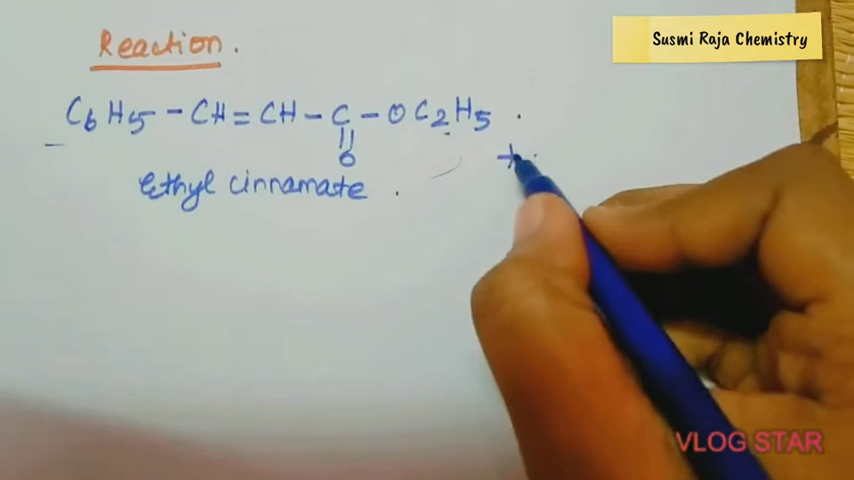 Susmi Raja Chemistry
Reaction.
C6H5-CH=CH-C-OC2H5.
||
O
+
Ethyl cinnamate.
VLOG STAR